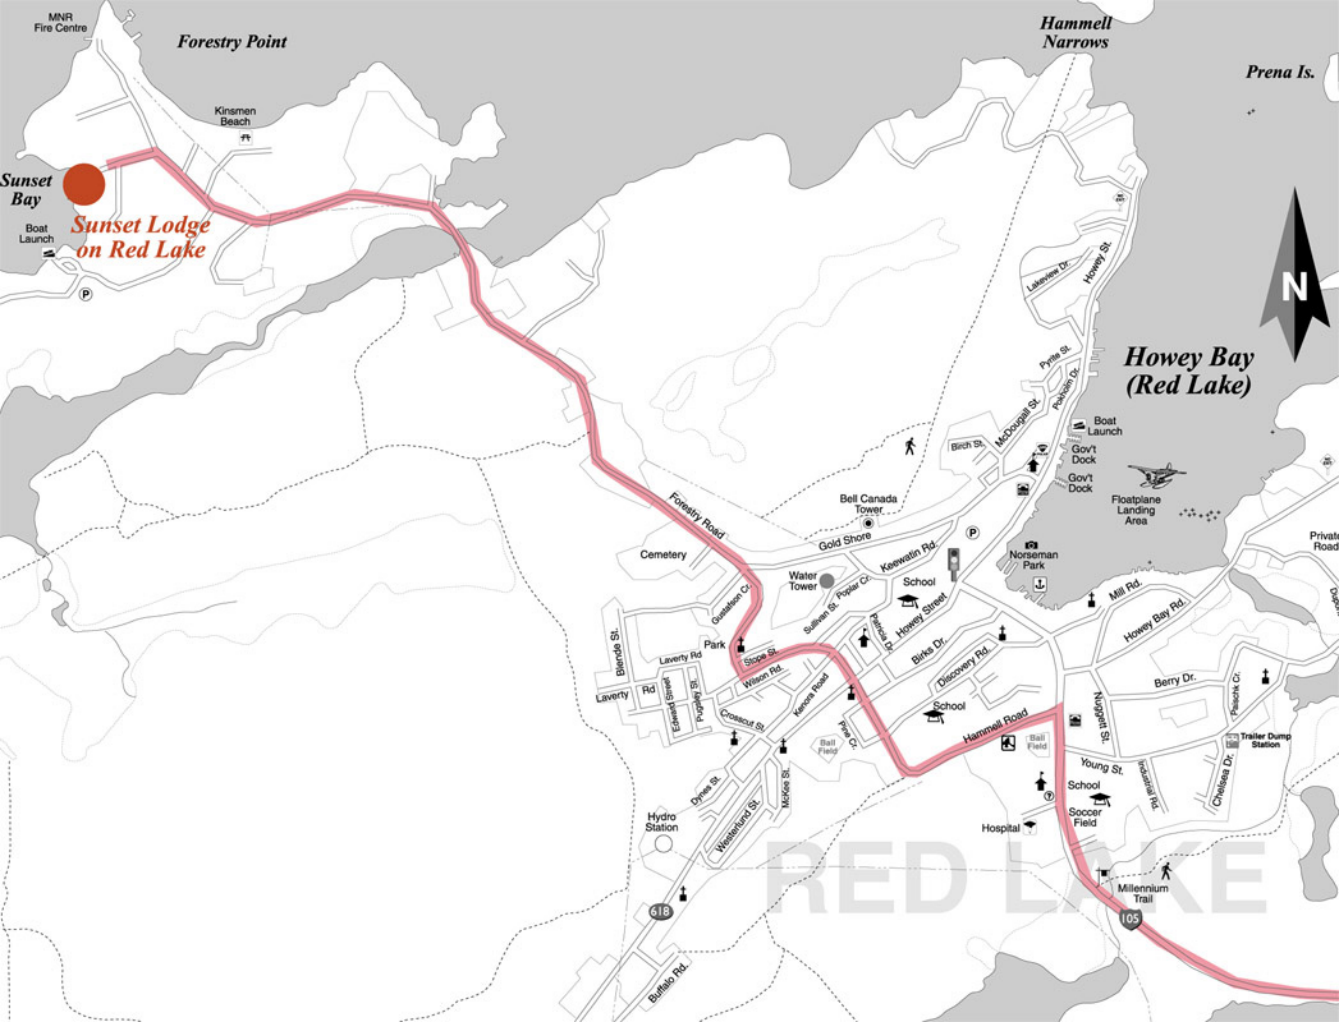 MNR
Fire Centre
Forestry Point
Hammell
Narrows
Prena Is.
Kinsmen
Beach
Sunset
Bay
Sunset Lodge
on Red Lake
Boat
Launch
P
N
Howey St.
Lakeview Dr.
Howey Bay
(Red Lake)
Pyrite St.
Pokholm Dr.
McDougall St.
Birch St.
Boat
Launch
Gov't
Dock
Gov't
Dock
Floatplane
Landing
Area
Bell Canada
Tower
Forestry Road
Gold Shore
P
Keewatin Rd.
Norseman
Park
Private
Road
Cemetery
Water
Tower
Poplar Cr.
School
Gustafson Cr.
Sullivan St.
Patricia Dr.
Howey Street
Mill Rd.
Howey Bay Rd.
Park
Blende St.
Stope St.
Wilson Rd.
Laverty Rd
Birks Dr.
Discovery Rd.
Laverty
Rd
Edward Street
Pugsley St.
Kenora Road
Berry Dr.
Paischk Cr.
Crosscut St.
Pine Cr.
School
Hammell Road
Nuggett St.
Ball
Field
Ball
Field
Trailer Dump
Station
Dynes St.
McKee St.
Young St.
Industrial Rd.
Chelsea Dr.
School
Westerlund St.
Soccer
Field
Hydro
Station
Hospital
RED LAKE
Millennium
Trail
618
105
Buffalo Rd.